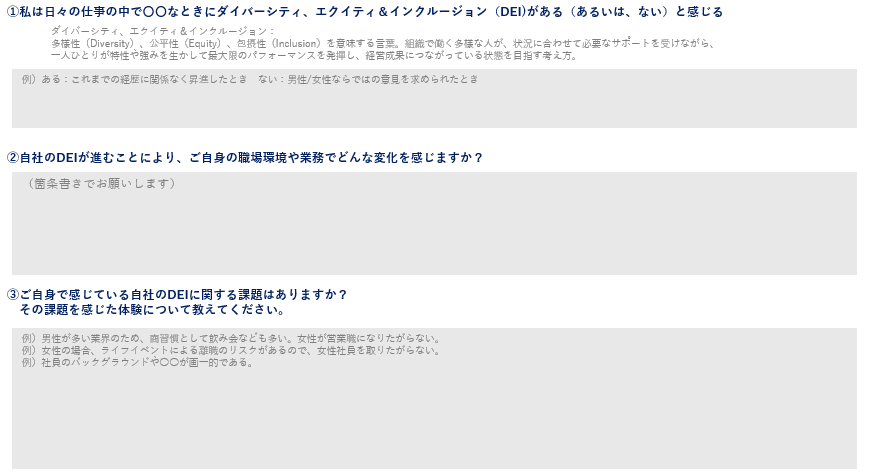 ①私は日々の仕事の中で〇〇なときにダイバーシティ、エクイティ＆インクルージョン（DEI)がある（あるいは、ない）と感じる
ダイバーシティ、エクイティ＆インクルージョン：
多様性（Diversity）、公平性（Equity）、包摂性（Inclusion）を意味する言葉。組織で働く多様な人が、状況に合わせて必要なサポートを受けながら、
一人ひとりが特性や強みを生かして最大限のパフォーマンスを発揮し、経営成果につながっている状態を目指す考え方。
例）ある：これまでの経歴に関係なく昇進したとき　ない：男性/女性ならではの意見を求められたとき
②自社のDEIが進むことにより、ご自身の職場環境や業務でどんな変化を感じますか？
（箇条書きでお願いします）
③ご自身で感じている自社のDEIに関する課題はありますか？
その課題を感じた体験について教えてください。
例）男性が多い業界のため、商習慣として飲み会なども多い。女性が営業職になりたがらない。
例）女性の場合、ライフイベントによる離職のリスクがあるので、女性社員を取りたがらない。
例）社員のバックグラウンドや〇〇が画一的である。